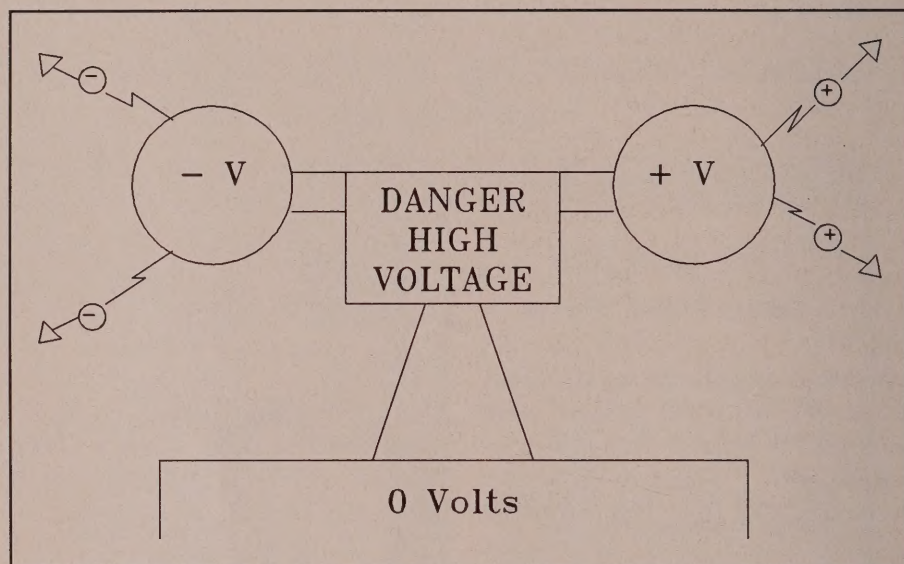 − V
+ V
DANGER
HIGH
VOLTAGE
0 Volts
−
−
+
+